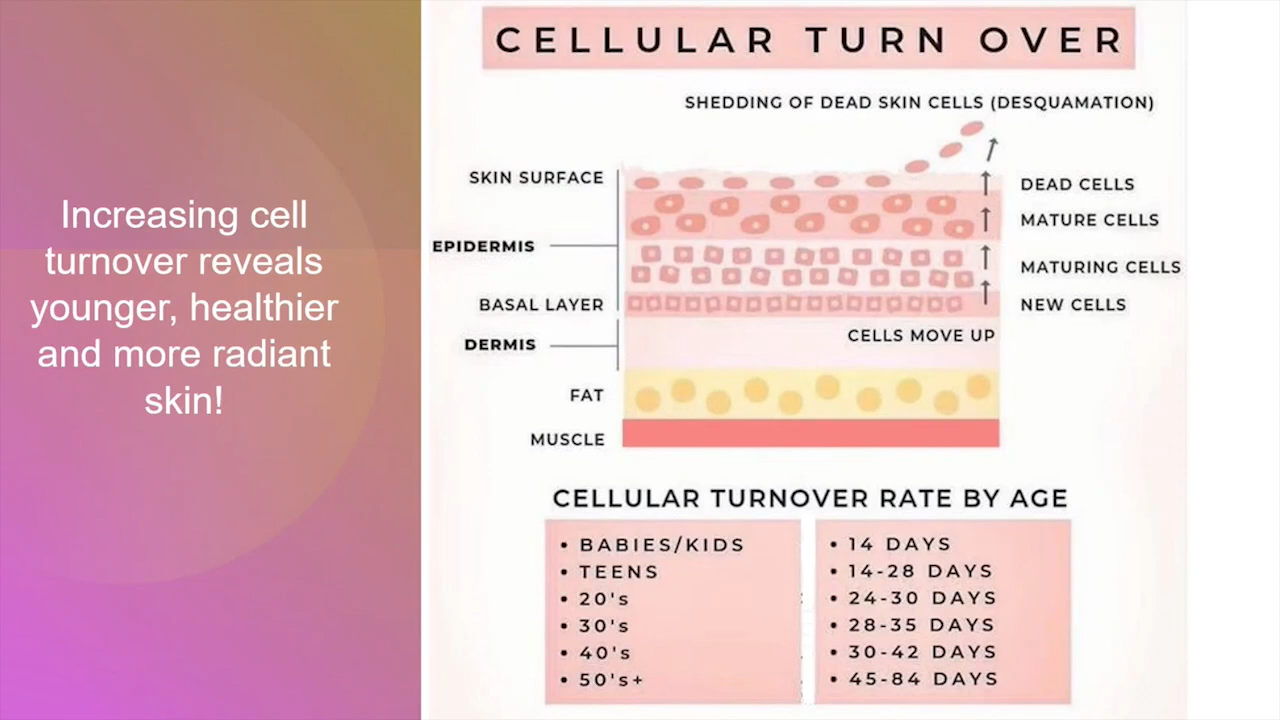 Increasing cell
turnover reveals
younger, healthier
and more radiant
skin!
CELLULAR TURN OVER
SHEDDING OF DEAD SKIN CELLS (DESQUAMATION)
SKIN SURFACE
EPIDERMIS
BASAL LAYER
DERMIS
FAT
MUSCLE
DEAD CELLS
MATURE CELLS
MATURING CELLS
NEW CELLS
CELLS MOVE UP
CELLULAR TURNOVER RATE BY AGE
• BABIES/KIDS
• TEENS
• 20's
• 30's
• 40's
• 50's+
• 14 DAYS
• 14-28 DAYS
• 24-30 DAYS
• 28-35 DAYS
• 30-42 DAYS
• 45-84 DAYS